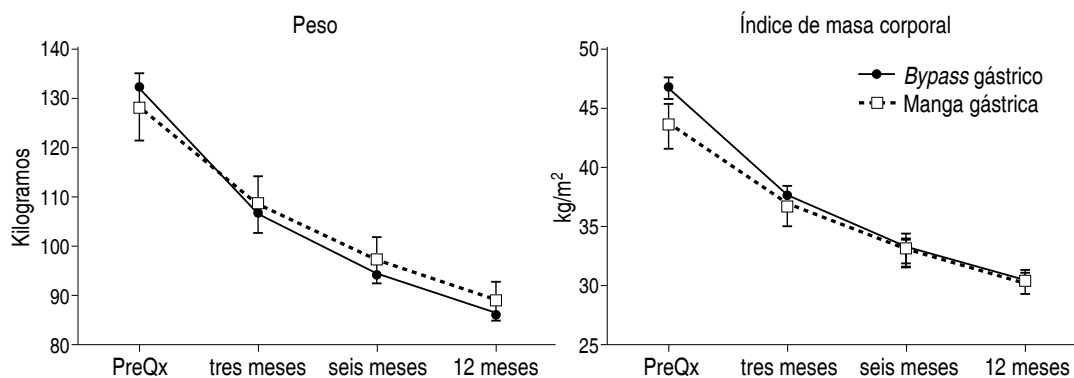 Peso
Kilogramos
140
130
120
110
100
90
80
PreQx
tres meses
seis meses
12 meses
Índice de masa corporal
kg/m²
50
45
40
35
30
25
Bypass gástrico
Manga gástrica
PreQx
tres meses
seis meses
12 meses